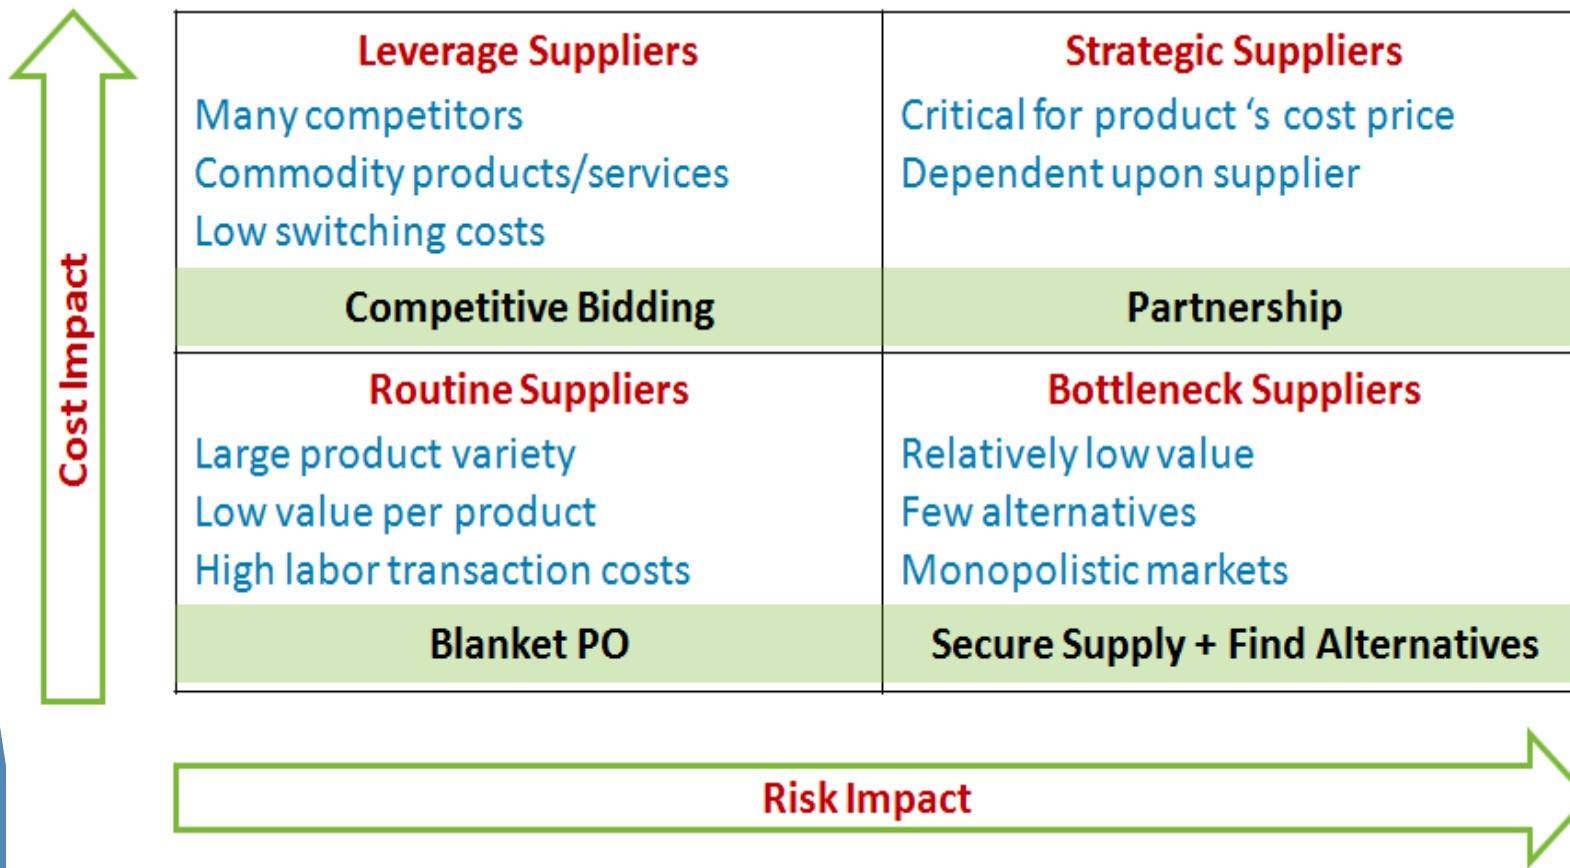 Cost Impact
Leverage Suppliers
Many competitors
Commodity products/services
Low switching costs
Competitive Bidding
Strategic Suppliers
Critical for product ‘s cost price
Dependent upon supplier
Partnership
Routine Suppliers
Large product variety
Low value per product
High labor transaction costs
Blanket PO
Bottleneck Suppliers
Relatively low value
Few alternatives
Monopolistic markets
Secure Supply + Find Alternatives
Risk Impact